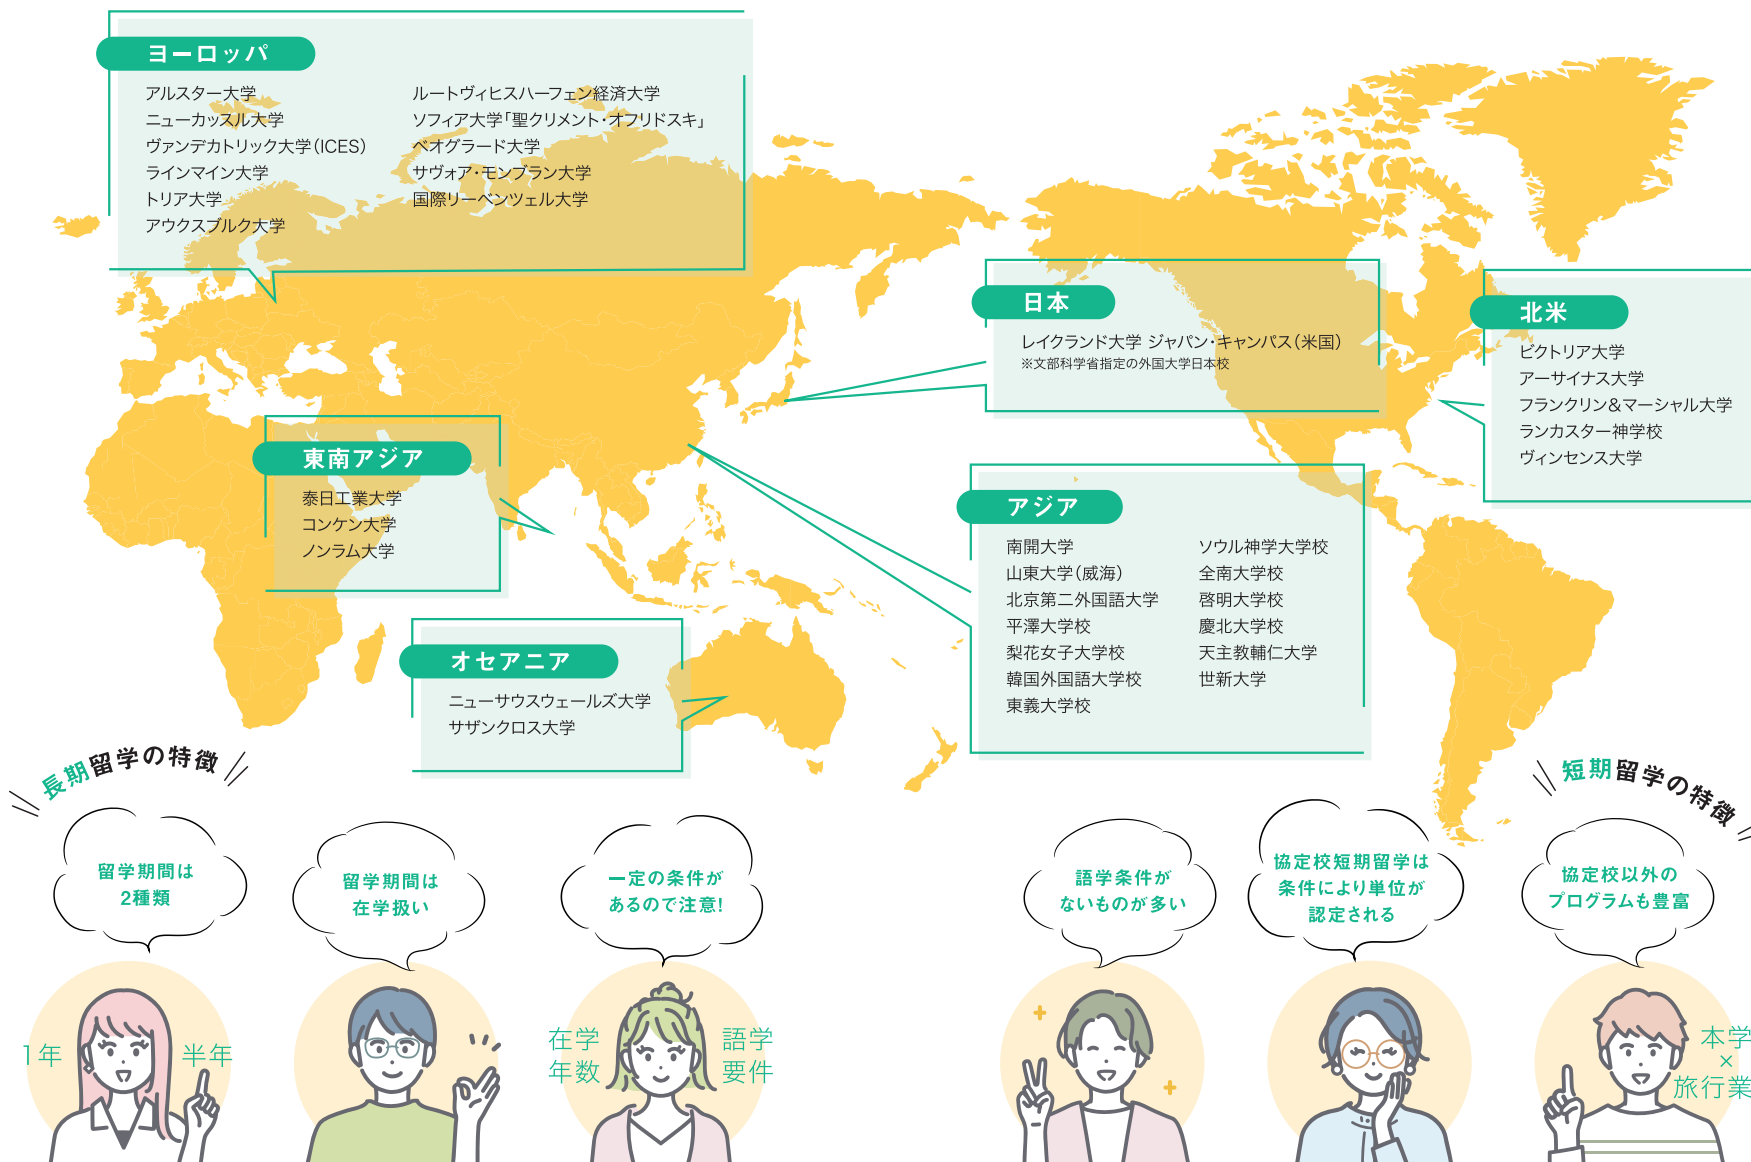 ヨーロッパ
アルスター大学
ニューカッスル大学
ヴァンデカトリック大学（ICES）
ラインマイン大学
トリア大学
アウクスブルク大学
ルートヴィヒスハーフェン経済大学
ソフィア大学「聖クリメント・オフリドスキ」
ベオグラード大学
サヴォア・モンブラン大学
国際リーベンツェル大学
日本
レイクランド大学 ジャパン・キャンパス（米国）
※文部科学省指定の外国大学日本校
北米
ビクトリア大学
アーサイナス大学
フランクリン＆マーシャル大学
ランカスター神学校
ヴィンセンス大学
東南アジア
泰日工業大学
コンケン大学
ノンラム大学
アジア
南開大学
山東大学（威海）
北京第二外国語大学
平澤大学校
梨花女子大学校
韓国外国語大学校
東義大学校
ソウル神学大学校
全南大学校
啓明大学校
慶北大学校
天主教輔仁大学
世新大学
オセアニア
ニューサウスウェールズ大学
サザンクロス大学
長期留学の特徴
留学期間は
2種類
1年
半年
留学期間は
在学扱い
一定の条件が
あるので注意！
在学
年数
語学
要件
短期留学の特徴
語学条件が
ないものが多い
協定校短期留学は
条件により単位が
認定される
協定校以外の
プログラムも豊富
本学
×
旅行業